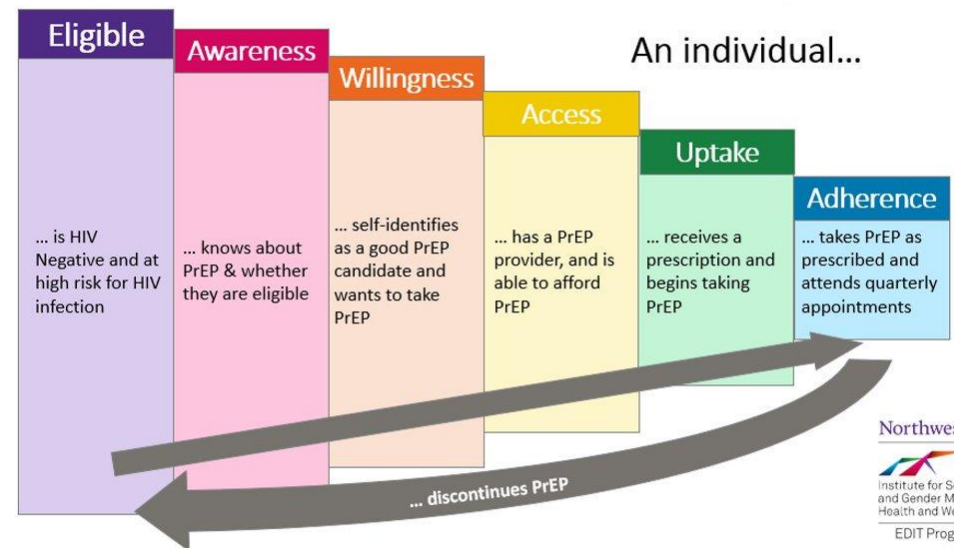 An individual...
Eligible
... is HIV
Negative and at
high risk for HIV
infection
Awareness
... knows about
PrEP & whether
they are eligible
Willingness
... self-identifies
as a good PrEP
candidate and
wants to take
PrEP
Access
... has a PrEP
provider, and is
able to afford
PrEP
Uptake
... receives a
prescription and
begins taking
PrEP
Adherence
... takes PrEP as
prescribed and
attends quarterly
appointments
... discontinues PrEP
Institute for
and Gender
Health and
EDIT